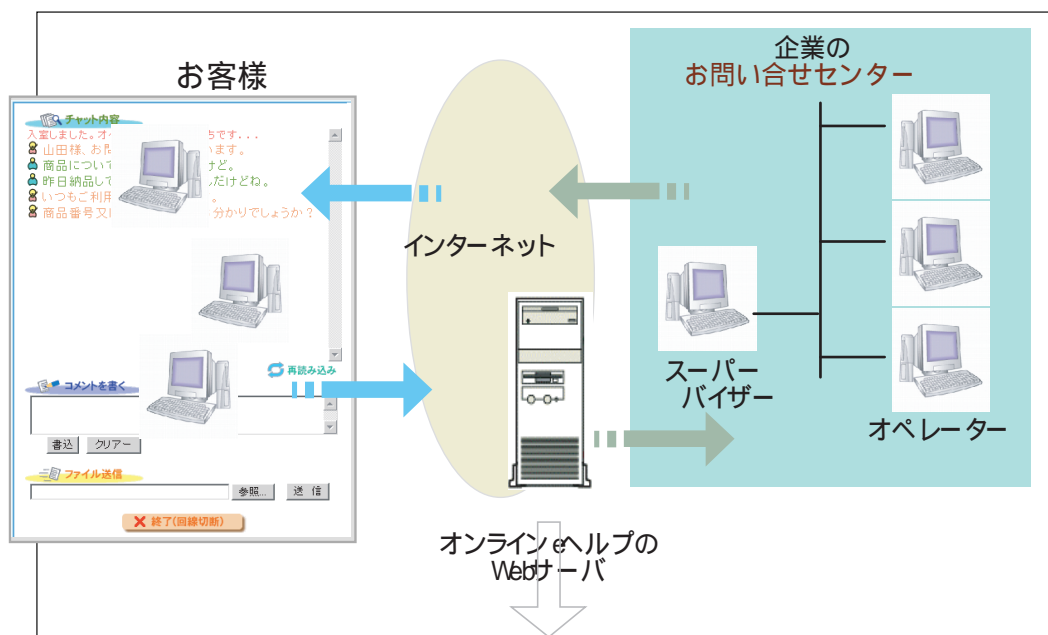 お客様
チャット内容
入室しました。オ ちです...
山田様、お問 います。
商品につい けど。
昨日納品して んだけどね。
いつもご利用 。
商品番号又 分かりでしょうか?
再読み込み
コメントを書く
書込 クリアー
ファイル送信
参照... 送 信
終了(回線切断)
インターネット
オンラインeヘルプの
Webサーバ
企業の
お問い合せセンター
スーパー
バイザー
オペレーター